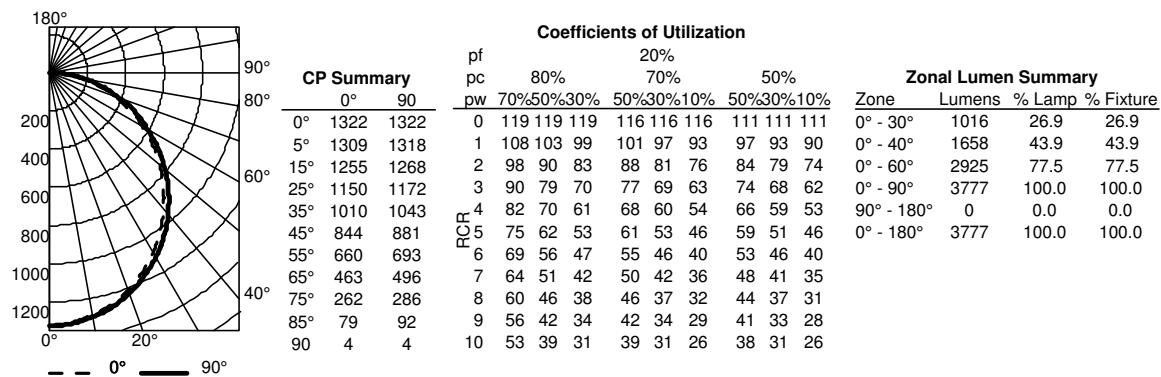 180°
90°
80°
60°
40°
200
400
600
800
1000
1200
0° 20°
0° 90°
CP Summary
0° 90
0° 1322 1322
5° 1309 1318
15° 1255 1268
25° 1150 1172
35° 1010 1043
45° 844 881
55° 660 693
65° 463 496
75° 262 286
85° 79 92
90 4 4
Coefficients of Utilization
pf 20%
pc 80% 70% 50%
pw 70%50%30% 50%30%10% 50%30%10%
RCR
0 119 119 119 116 116 116 111 111 111
1 108 103 99 101 97 93 97 93 90
2 98 90 83 88 81 76 84 79 74
3 90 79 70 77 69 63 74 68 62
4 82 70 61 68 60 54 66 59 53
5 75 62 53 61 53 46 59 51 46
6 69 56 47 55 46 40 53 46 40
7 64 51 42 50 42 36 48 41 35
8 60 46 38 46 37 32 44 37 31
9 56 42 34 42 34 29 41 33 28
10 53 39 31 39 31 26 38 31 26
Zonal Lumen Summary
Zone Lumens % Lamp % Fixture
0° - 30° 1016 26.9 26.9
0° - 40° 1658 43.9 43.9
0° - 60° 2925 77.5 77.5
0° - 90° 3777 100.0 100.0
90° - 180° 0 0.0 0.0
0° - 180° 3777 100.0 100.0